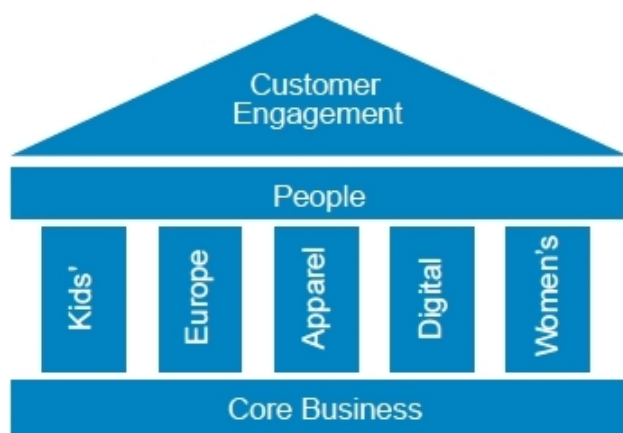 Customer
Engagement
People
Kids'
Europe
Apparel
Digital
Women's
Core Business